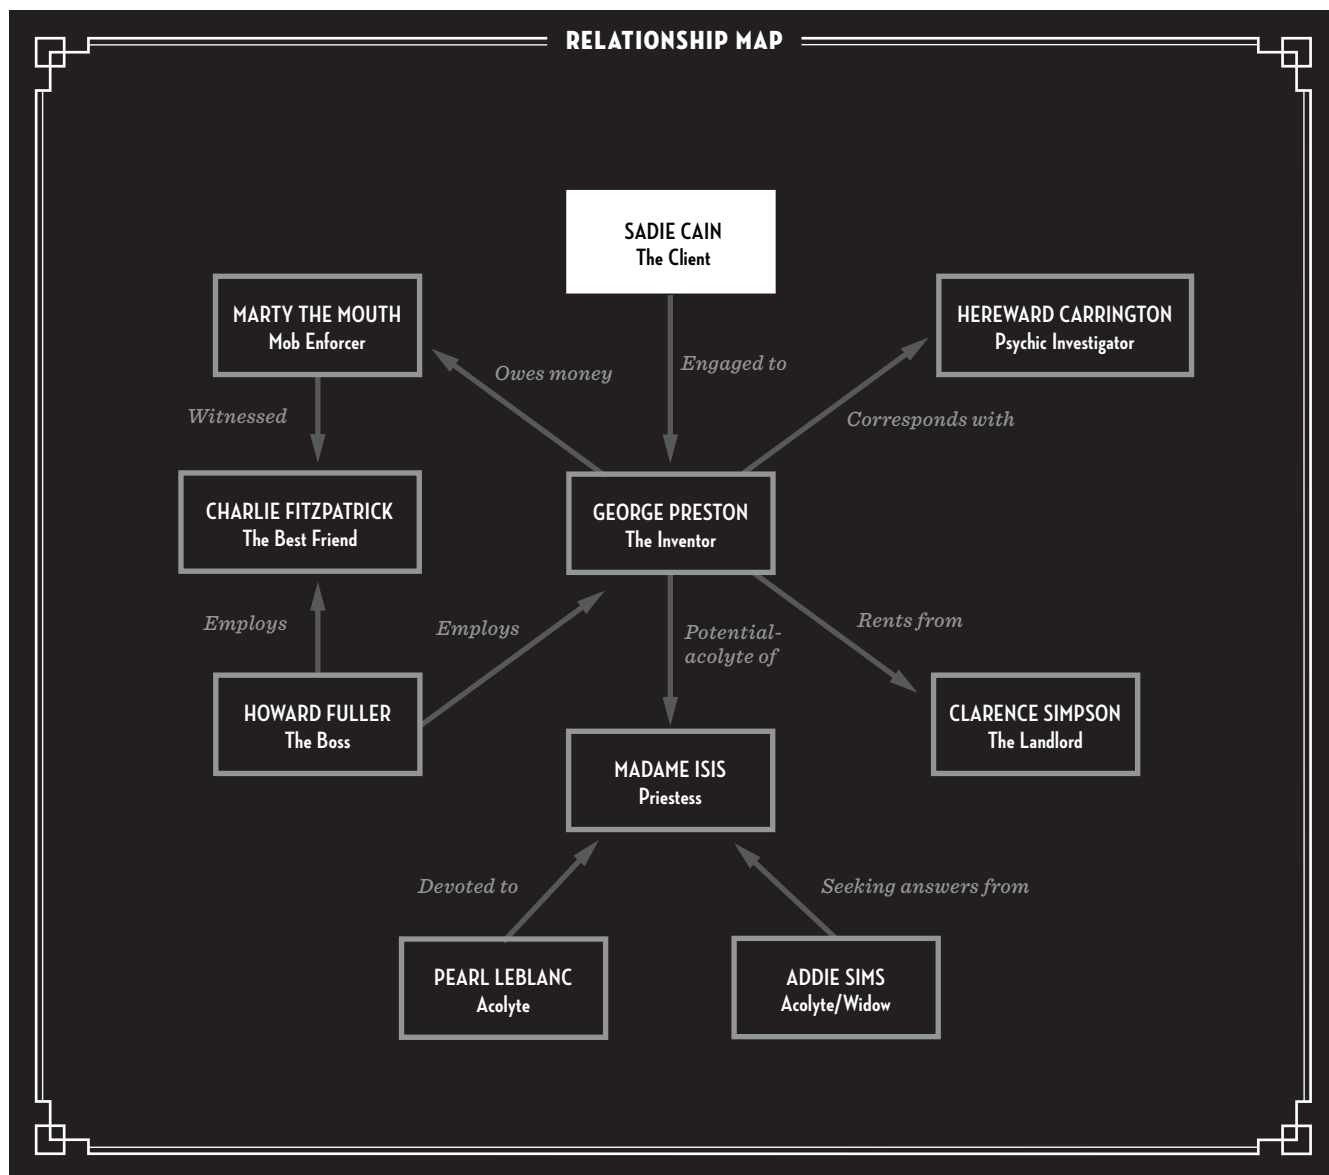 RELATIONSHIP MAP
SADIE CAIN
The Client
MARTY THE MOUTH
Mob Enforcer
HEREWARD CARRINGTON
Psychic Investigator
Owes money
Engaged to
Witnessed
Corresponds with
CHARLIE FITZPATRICK
The Best Friend
GEORGE PRESTON
The Inventor
Employs
Employs
Potential-
acolyte of
Rents from
HOWARD FULLER
The Boss
CLARENCE SIMPSON
The Landlord
MADAME ISIS
Priestess
Devoted to
Seeking answers from
PEARL LEBLANC
Acolyte
ADDIE SIMS
Acolyte/Widow